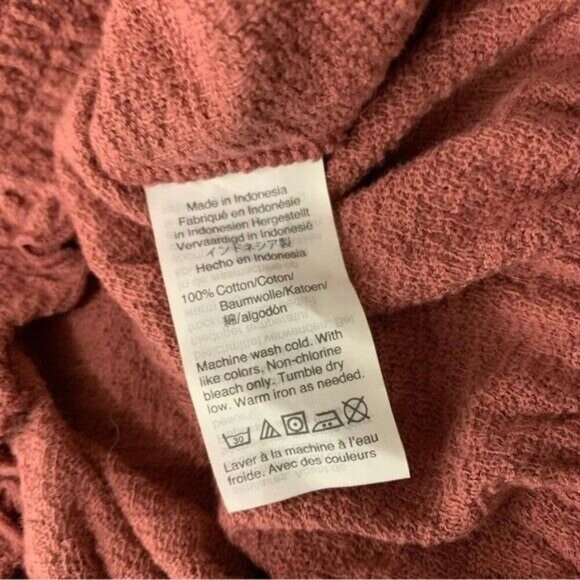 Made in Indonesia
Fabriqué en Indonésie
in Indonesien Hergestellt
Vervaardigd in Indonesië
インドネシア製
Hecho en Indonesia
100% Cotton/Coton/
Baumwolle/Katoen/
綿/algodón
Machine wash cold. With
like colors, Non-chlorine
bleach only. Tumble dry
low. Warm iron as needed.
30
Laver à la machine à l'eau
froide. Avec des couleurs